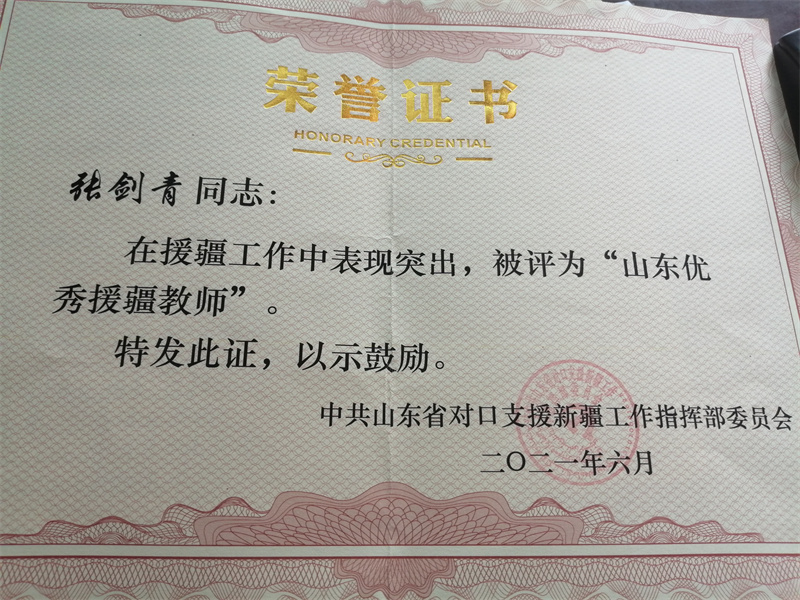 荣誉证书
HONORARY CREDENTIAL
张剑青同志：
在援疆工作中表现突出，被评为“山东优
秀援疆教师”。
特发此证，以示鼓励。
中共山东省对口支援新疆工作指挥部委员会
二〇二一年六月